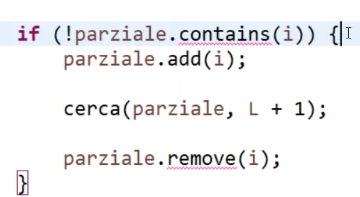 if (!parziale.contains(i)) {
parziale.add(i);
cerca(parziale, L + 1);
parziale.remove(i);
}